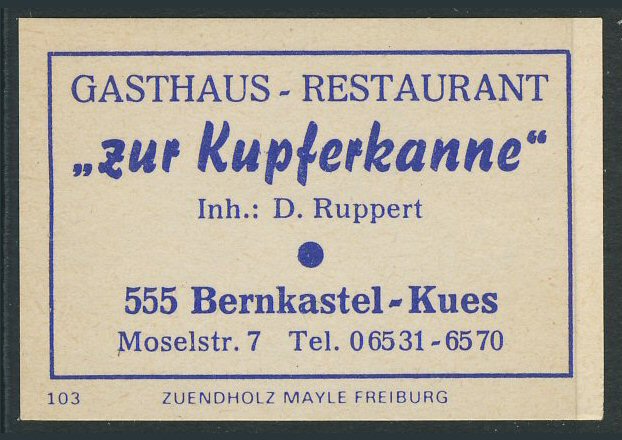 GASTHAUS - RESTAURANT
„zur Kupferkanne“
Inh.: D. Ruppert
555 Bernkastel-Kues
Moselstr. 7 Tel. 06531-6570
103 ZUENDHOLZ MAYLE FREIBURG